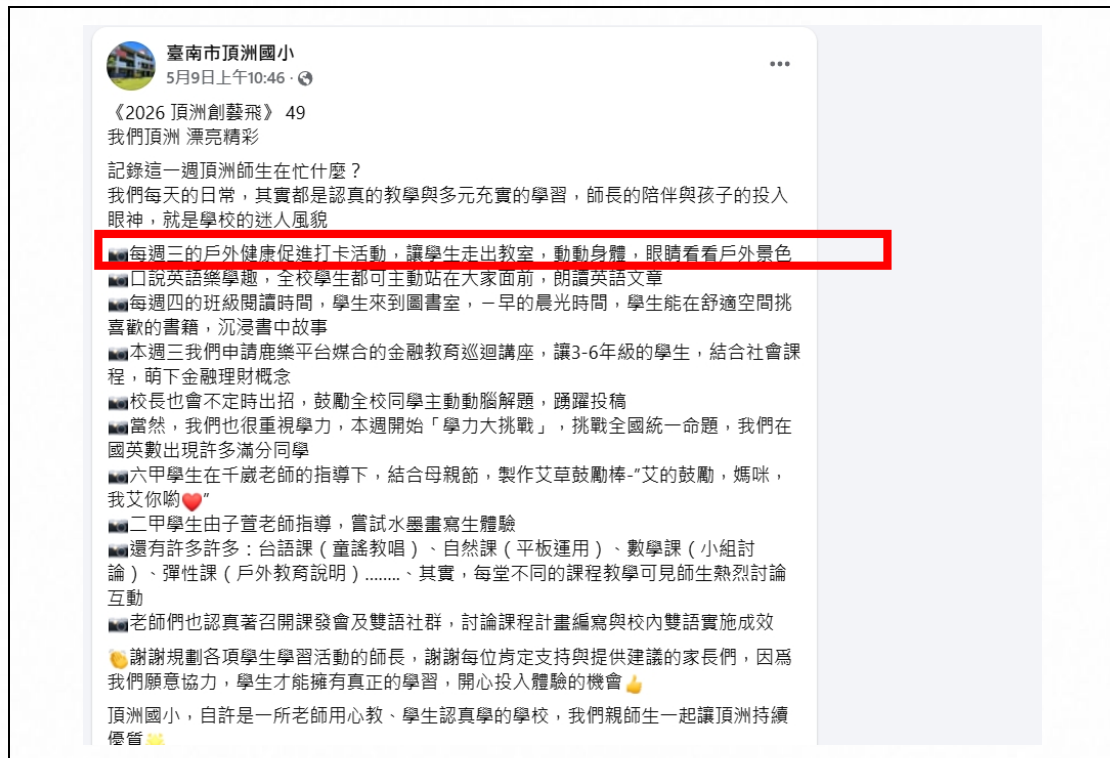 臺南市頂洲國小
5月9日上午10:46 ·
《2026 頂洲創藝飛》 49
我們頂洲 漂亮精彩
記錄這一週頂洲師生在忙什麼？
我們每天的日常，其實都是認真的教學與多元充實的學習，師長的陪伴與孩子的投入
眼神，就是學校的迷人風貌
📷每週三的戶外健康促進打卡活動，讓學生走出教室，動動身體，眼睛看看戶外景色
📷口說英語樂學趣，全校學生都可主動站在大家面前，朗讀英語文章
📷每週四的班級閱讀時間，學生來到圖書室，一早的晨光時間，學生能在舒適空間挑
喜歡的書籍，沉浸書中故事
📷本週三我們申請鹿樂平台媒合的金融教育巡迴講座，讓3-6年級的學生，結合社會課
程，萌下金融理財概念
📷校長也會不定時出招，鼓勵全校同學主動動腦解題，踴躍投稿
📷當然，我們也很重視學力，本週開始「學力大挑戰」，挑戰全國統一命題，我們在
國英數出現許多滿分同學
📷六甲學生在千崴老師的指導下，結合母親節，製作艾草鼓勵棒-”艾的鼓勵，媽咪，
我艾你喲❤️”
📷二甲學生由子萱老師指導，嘗試水墨畫寫生體驗
📷還有許多許多：台語課（童謠教唱）、自然課（平板運用）、數學課（小組討
論）、彈性課（戶外教育說明）........、其實，每堂不同的課程教學可見師生熱烈討論
互動
📷老師們也認真著召開課發會及雙語社群，討論課程計畫編寫與校內雙語實施成效
👏謝謝規劃各項學生學習活動的師長，謝謝每位肯定支持與提供建議的家長們，因爲
我們願意協力，學生才能擁有真正的學習，開心投入體驗的機會👍
頂洲國小，自許是一所老師用心教、學生認真學的學校，我們親師生一起讓頂洲持續
優質🌟